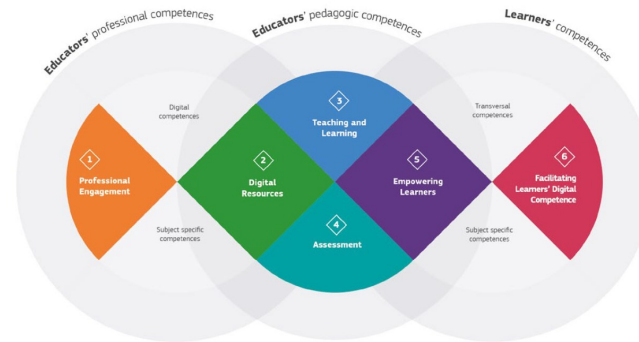 Educators' professional competences
Educators' pedagogic competences
Learners' competences
Digital
competences
Transversal
competences
1
Professional
Engagement
2
Digital
Resources
3
Teaching and
Learning
4
Assessment
5
Empowering
Learners
6
Facilitating
Learners' Digital
Competence
Subject specific
competences
Subject specific
competences